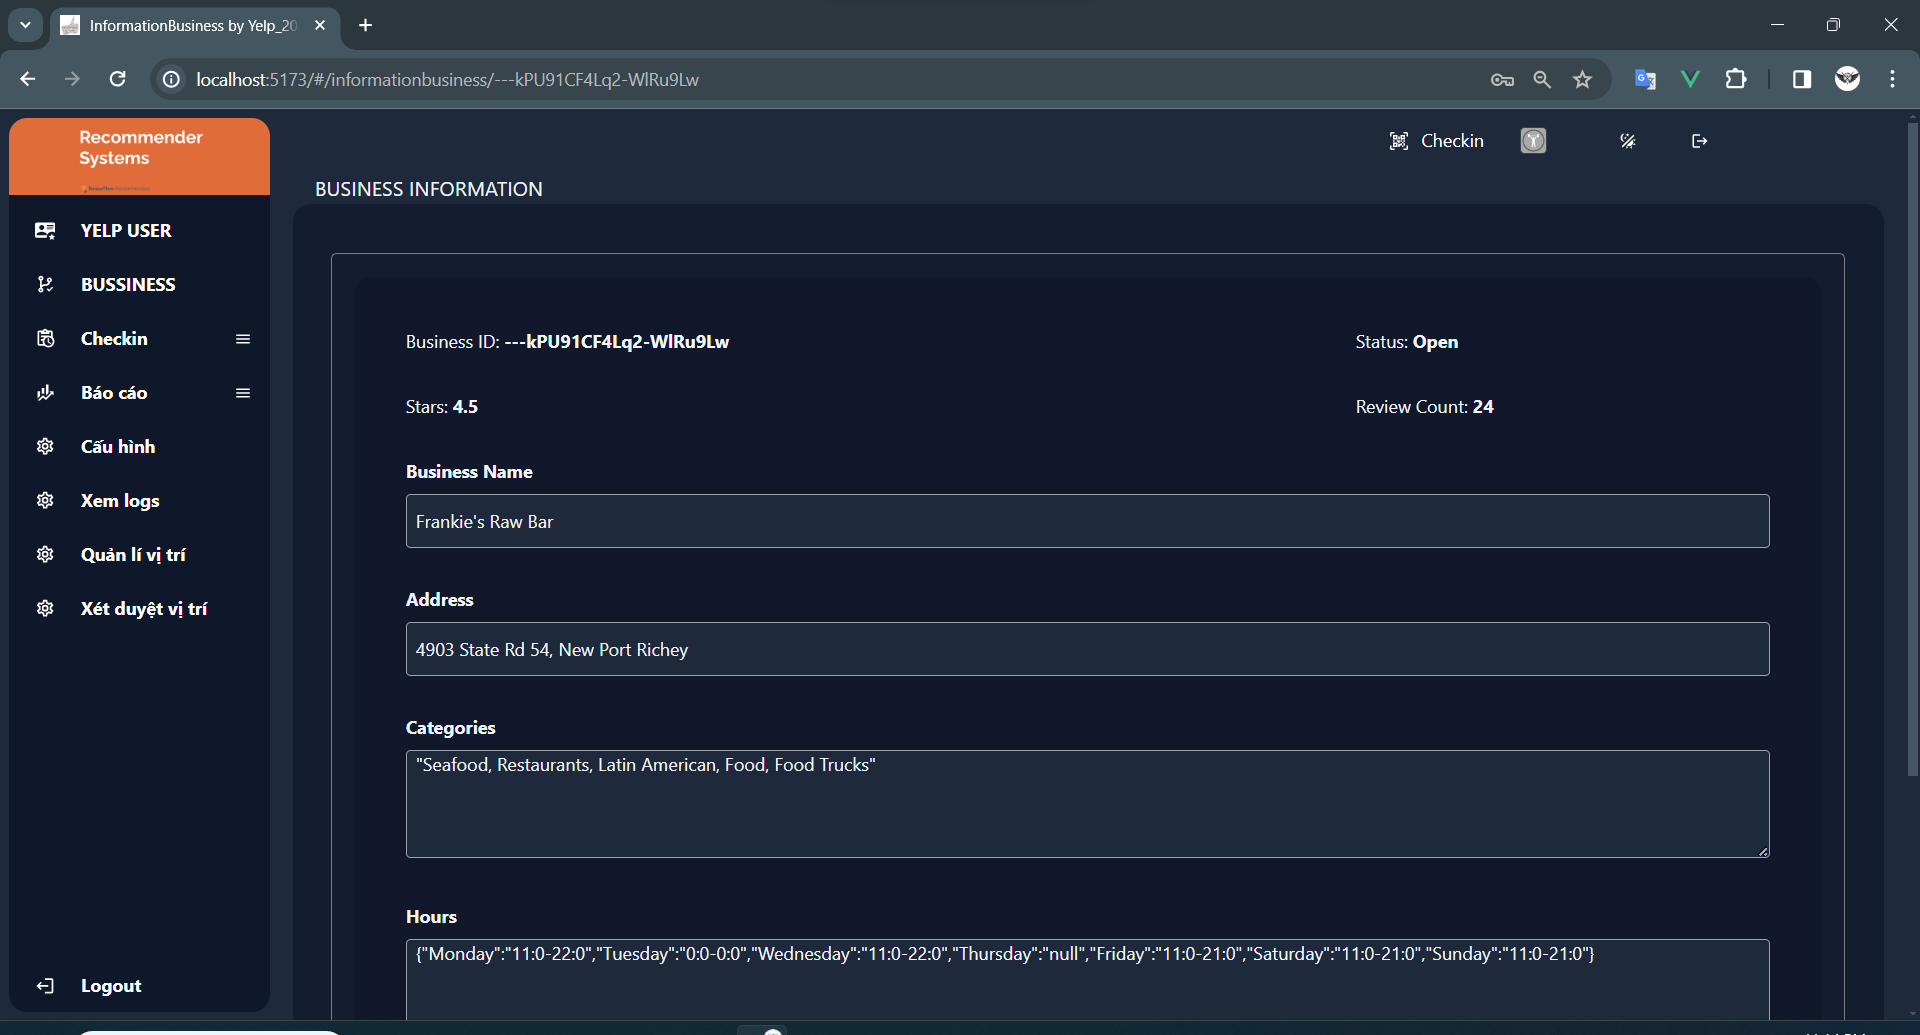 InformationBusiness by Yelp_20
localhost:5173/#/informationbusiness/---kPU91CF4Lq2-WlRu9Lw
Recommender
Systems
Checkin
BUSINESS INFORMATION
YELP USER
BUSSINESS
Checkin
Báo cáo
Cấu hình
Xem logs
Quản lí vị trí
Xét duyệt vị trí
Logout
Business ID: ---kPU91CF4Lq2-WlRu9Lw
Status: Open
Stars: 4.5
Review Count: 24
Business Name
Frankie's Raw Bar
Address
4903 State Rd 54, New Port Richey
Categories
"Seafood, Restaurants, Latin American, Food, Food Trucks"
Hours
{"Monday":"11:0-22:0","Tuesday":"0:0-0:0","Wednesday":"11:0-22:0","Thursday":"null","Friday":"11:0-21:0","Saturday":"11:0-21:0","Sunday":"11:0-21:0"}